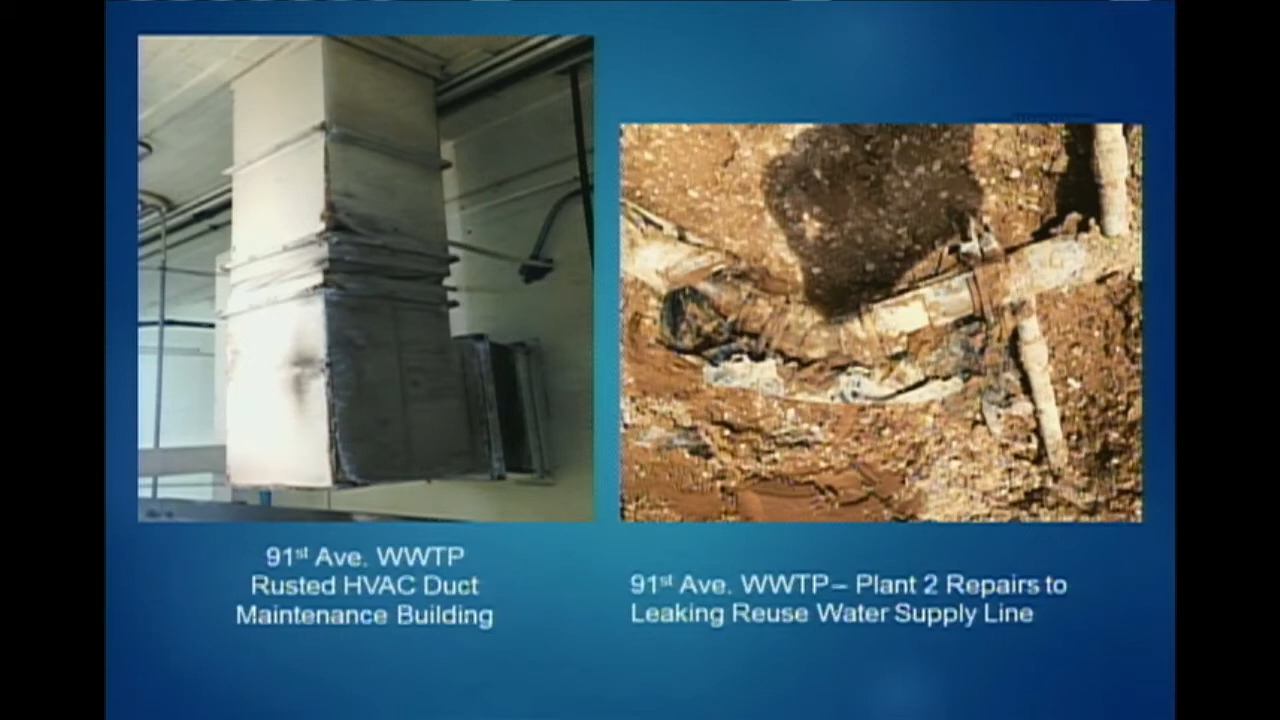 91st Ave. WWTP
Rusted HVAC Duct
Maintenance Building
91st Ave. WWTP – Plant 2 Repairs to
Leaking Reuse Water Supply Line